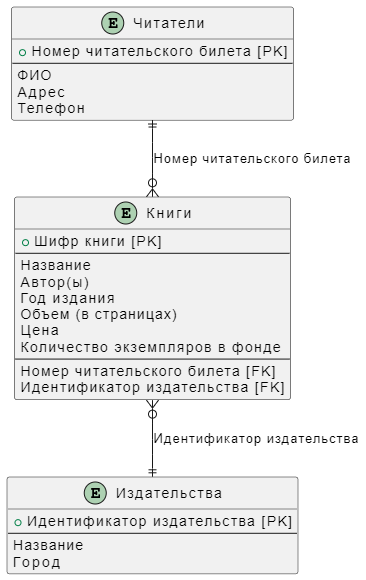 E Читатели
Номер читательского билета [PK]
ФИО
Адрес
Телефон
Номер читательского билета
E Книги
Шифр книги [PK]
Название
Автор(ы)
Год издания
Объем (в страницах)
Цена
Количество экземпляров в фонде
Номер читательского билета [FK]
Идентификатор издательства [FK]
Идентификатор издательства
E Издательства
Идентификатор издательства [PK]
Название
Город